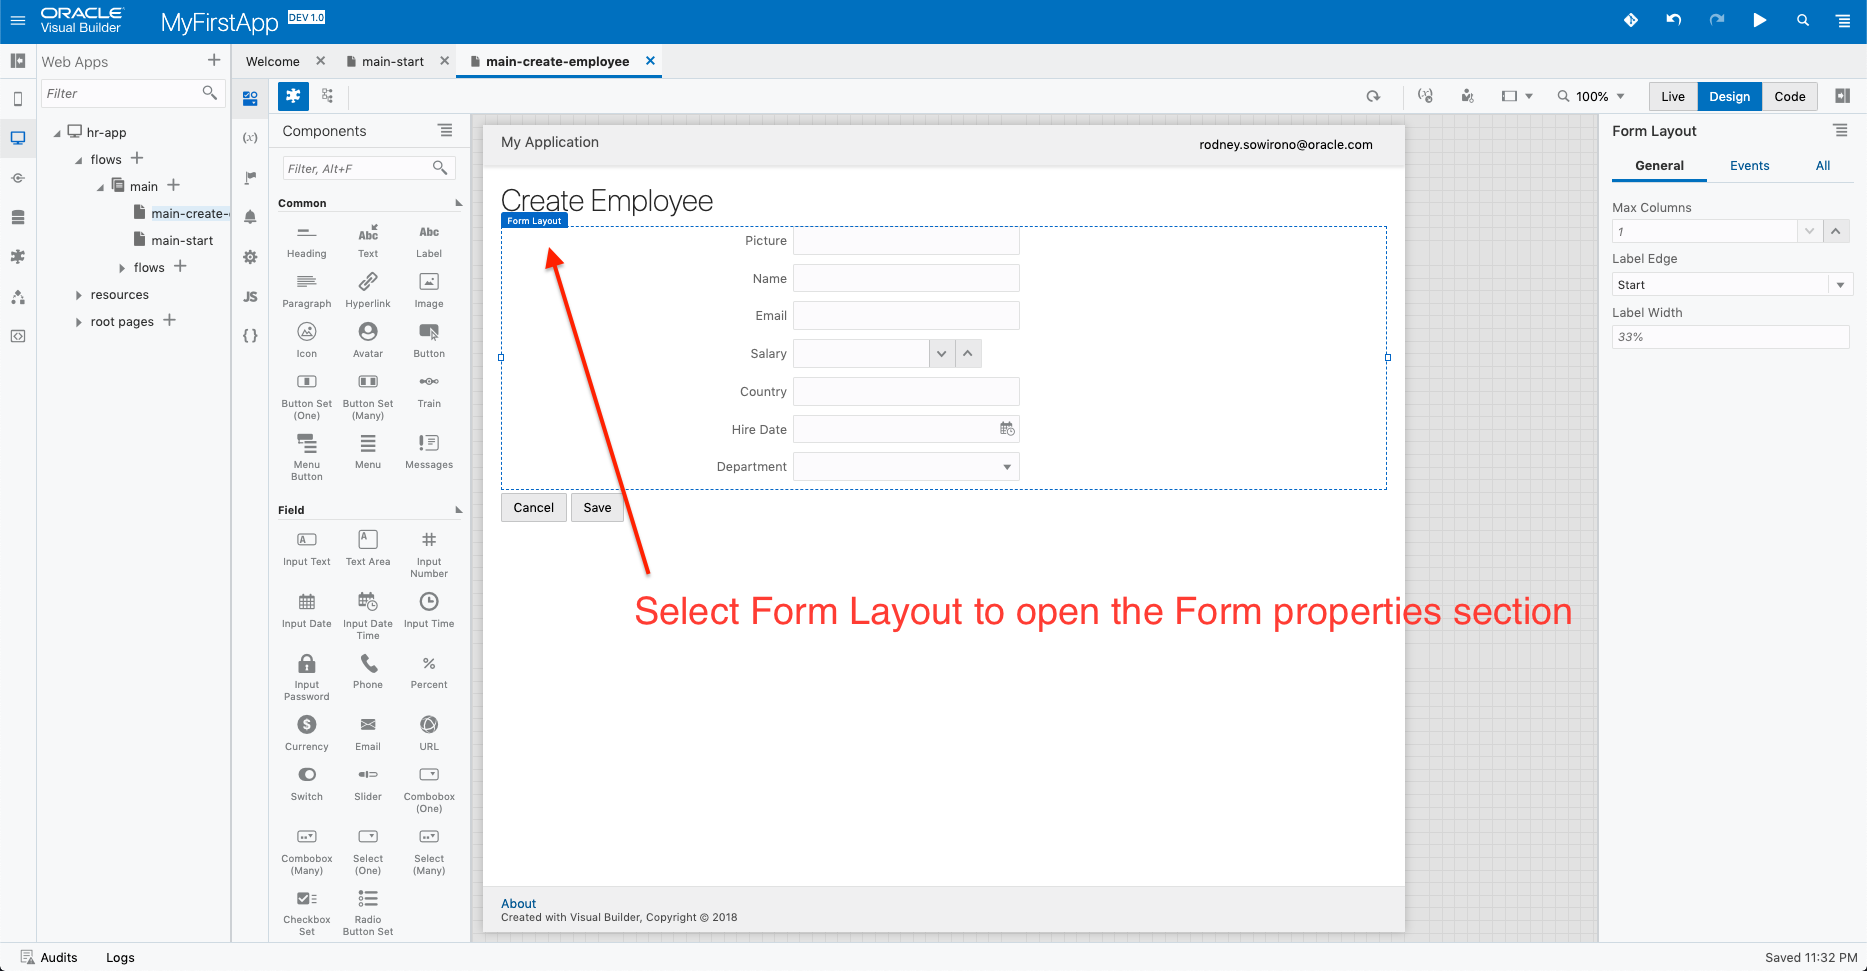 ORACLE
Visual Builder
MyFirstApp DEV 1.0
Web Apps
Filter
hr-app
flows
main
main-create-
main-start
flows
resources
root pages
Welcome
main-start
main-create-employee
100%
Live
Design
Code
(x)
JS
{ }
Components
Filter, Alt+F
Common
Heading
Abc
Text
Abc
Label
Paragraph
Hyperlink
Image
Icon
Avatar
Button
Button Set
(One)
Button Set
(Many)
Train
Menu
Button
Menu
Messages
Field
Input Text
Text Area
Input
Number
Input Date
Input Date
Time
Input Time
Input
Password
Phone
Percent
Currency
Email
URL
Switch
Slider
Combobox
(One)
Combobox
(Many)
Select
(One)
Select
(Many)
Checkbox
Set
Radio
Button Set
My Application
rodney.sowirono@oracle.com
Create Employee
Form Layout
Picture
Name
Email
Salary
Country
Hire Date
Department
Cancel
Save
Select Form Layout to open the Form properties section
About
Created with Visual Builder, Copyright © 2018
Form Layout
General
Events
All
Max Columns
1
Label Edge
Start
Label Width
33%
Audits
Logs
Saved 11:32 PM